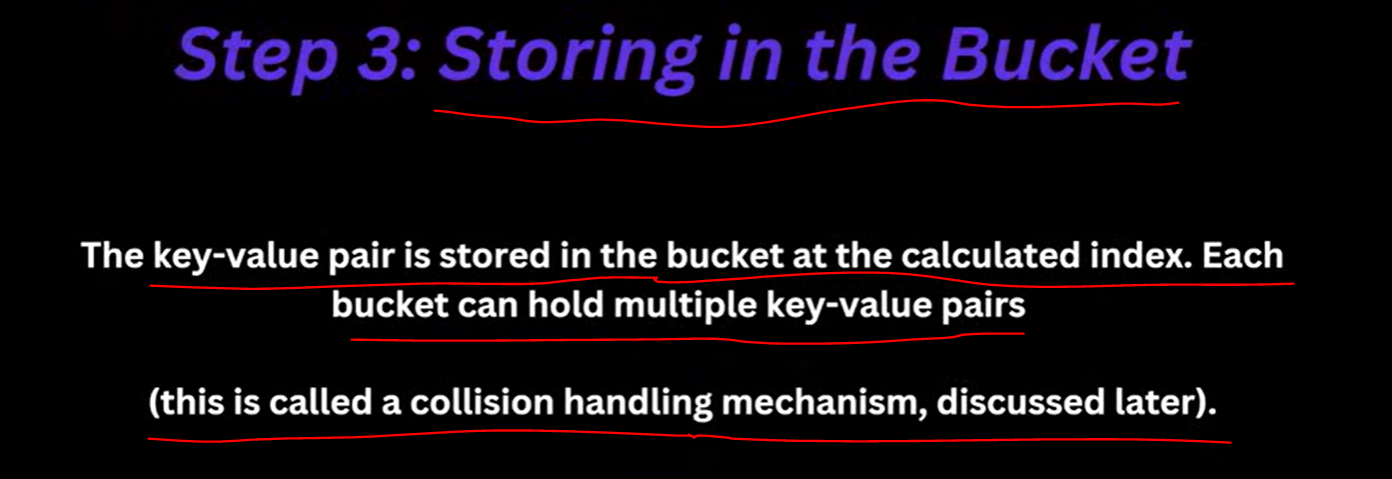 Step 3: Storing in the Bucket
The key-value pair is stored in the bucket at the calculated index. Each
bucket can hold multiple key-value pairs
(this is called a collision handling mechanism, discussed later).